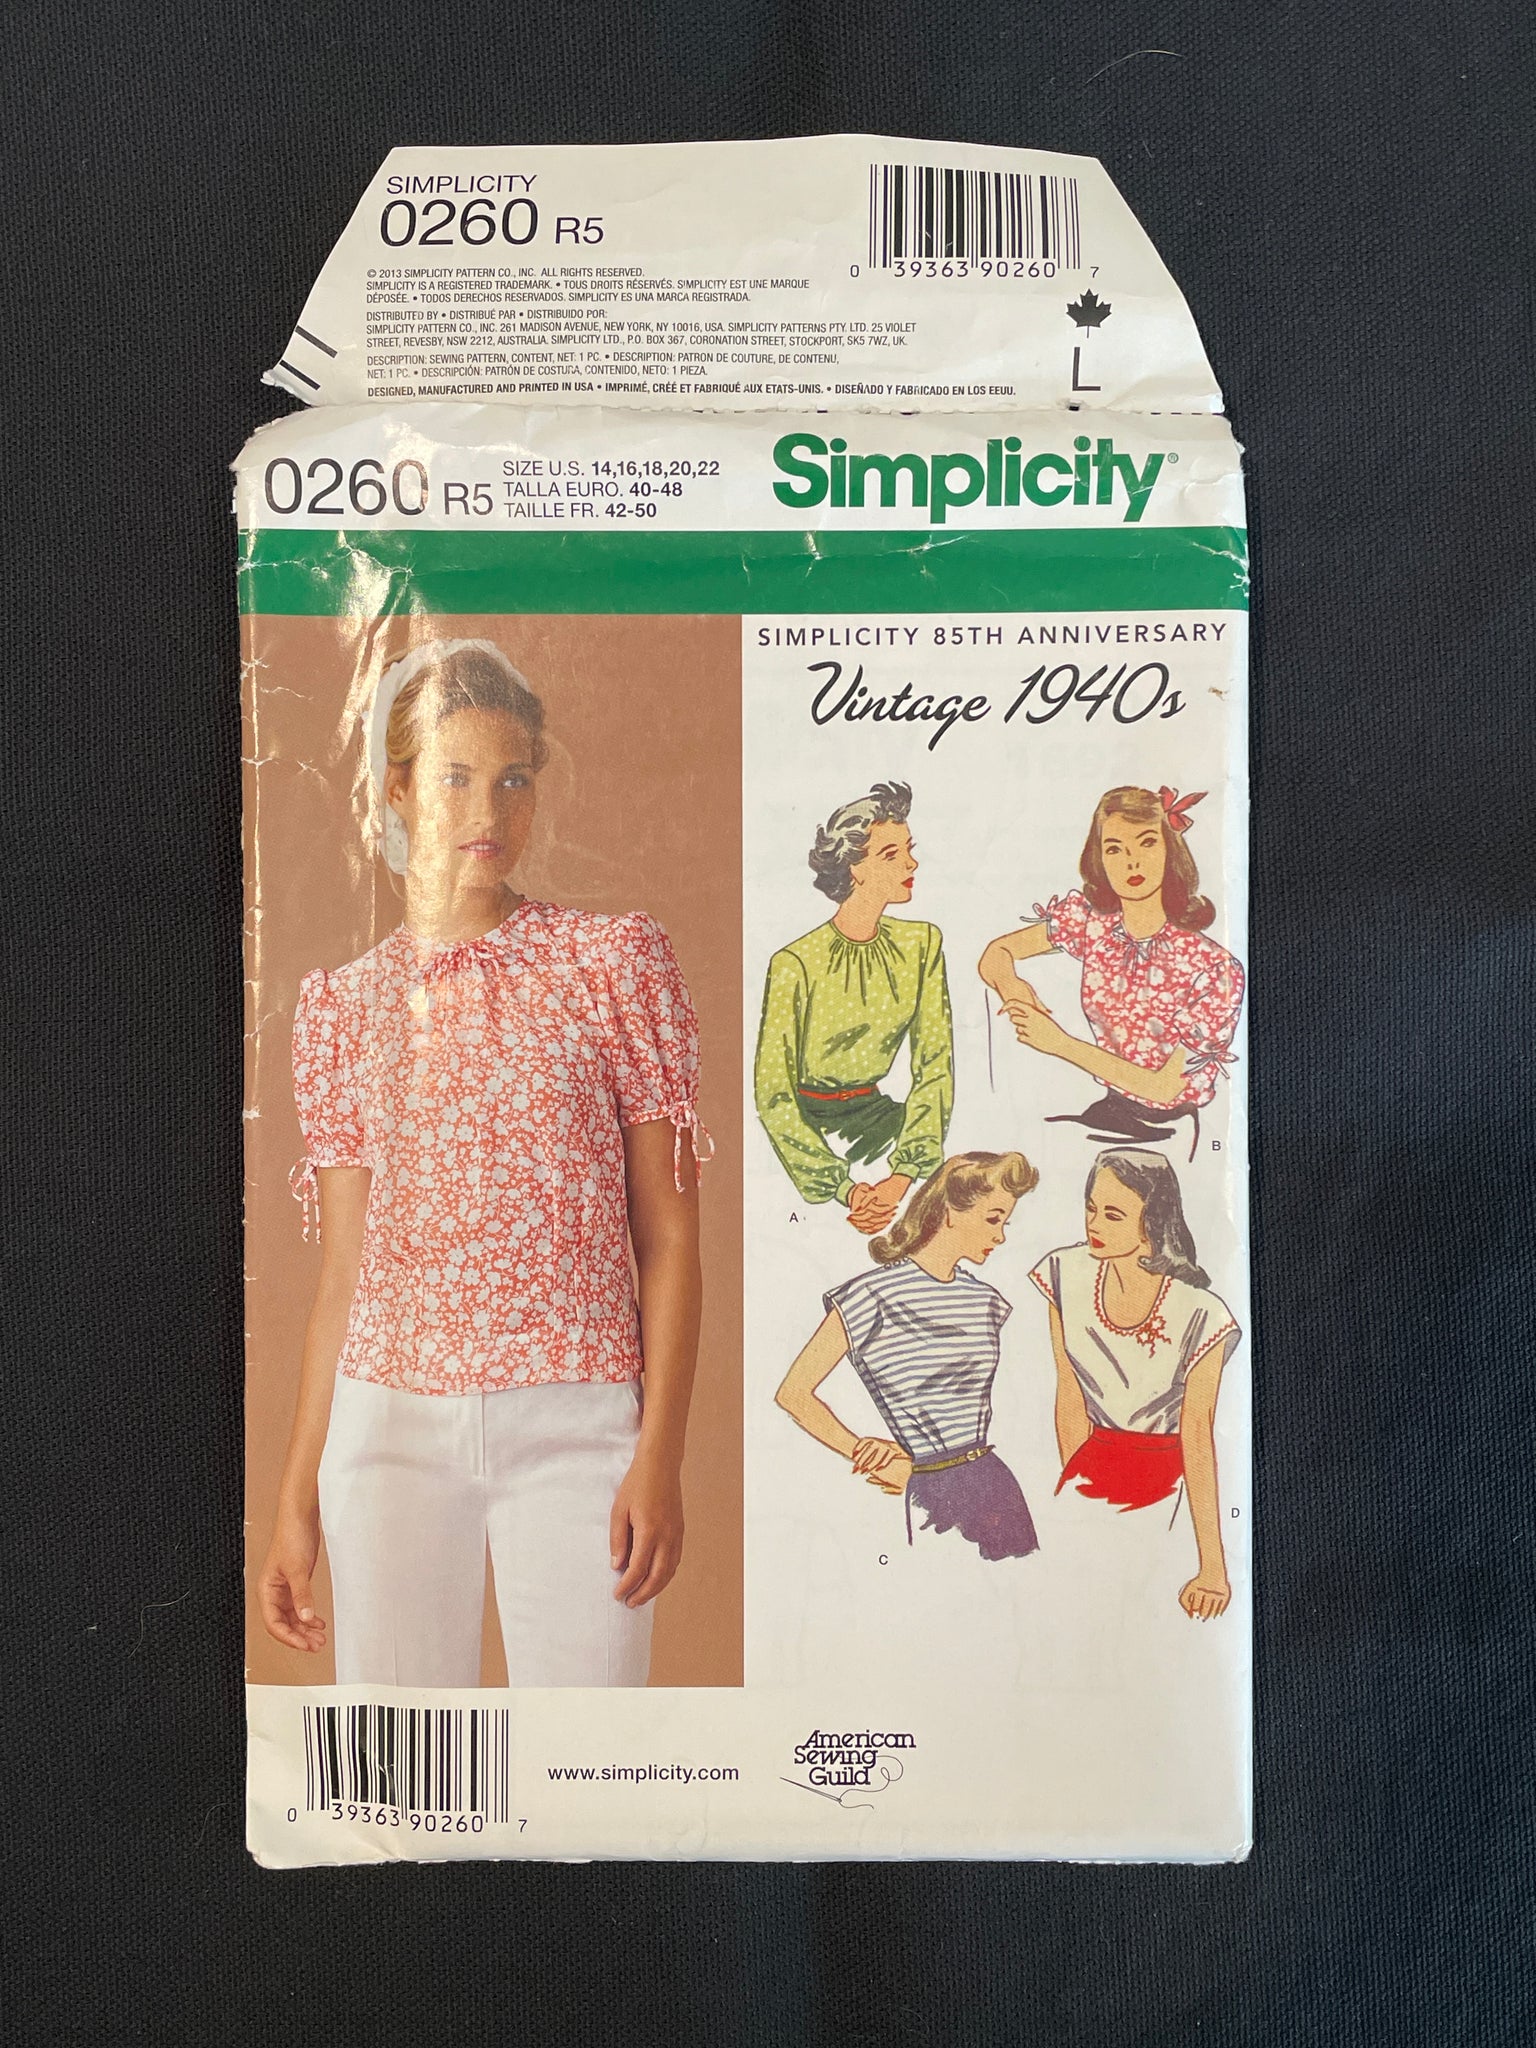 SIMPLICITY
0260 R5
0 39363 90260 7
© 2013 SIMPLICITY PATTERN CO., INC. ALL RIGHTS RESERVED.
SIMPLICITY IS A REGISTERED TRADEMARK. • TOUS DROITS RÉSERVÉS. SIMPLICITY EST UNE MARQUE
DÉPOSÉE. • TODOS DERECHOS RESERVADOS. SIMPLICITY ES UNA MARCA REGISTRADA.
DISTRIBUTED BY • DISTRIBUÉ PAR • DISTRIBUIDO POR:
SIMPLICITY PATTERN CO., INC. 261 MADISON AVENUE, NEW YORK, NY 10016, USA. SIMPLICITY PATTERNS PTY. LTD. 25 VIOLET
STREET, REVESBY, NSW 2212, AUSTRALIA. SIMPLICITY LTD., P.O. BOX 367, CORONATION STREET, STOCKPORT, SK5 7WZ, UK.
DESCRIPTION: SEWING PATTERN, CONTENT, NET: 1 PC. • DESCRIPTION: PATRON DE COUTURE, DE CONTENU,
NET: 1 PC. • DESCRIPCIÓN: PATRÓN DE COSTURA, CONTENIDO, NETO: 1 PIEZA.
DESIGNED, MANUFACTURED AND PRINTED IN USA • IMPRIMÉ, CRÉÉ ET FABRIQUÉ AUX ETATS-UNIS. • DISEÑADO Y FABRICADO EN LOS EEUU.
L
0260 R5
SIZE U.S. 14,16,18,20,22
TALLA EURO. 40-48
TAILLE FR. 42-50
Simplicity®
SIMPLICITY 85TH ANNIVERSARY
Vintage 1940s
A
B
C
D
0 39363 90260 7
www.simplicity.com
American
Sewing
Guild